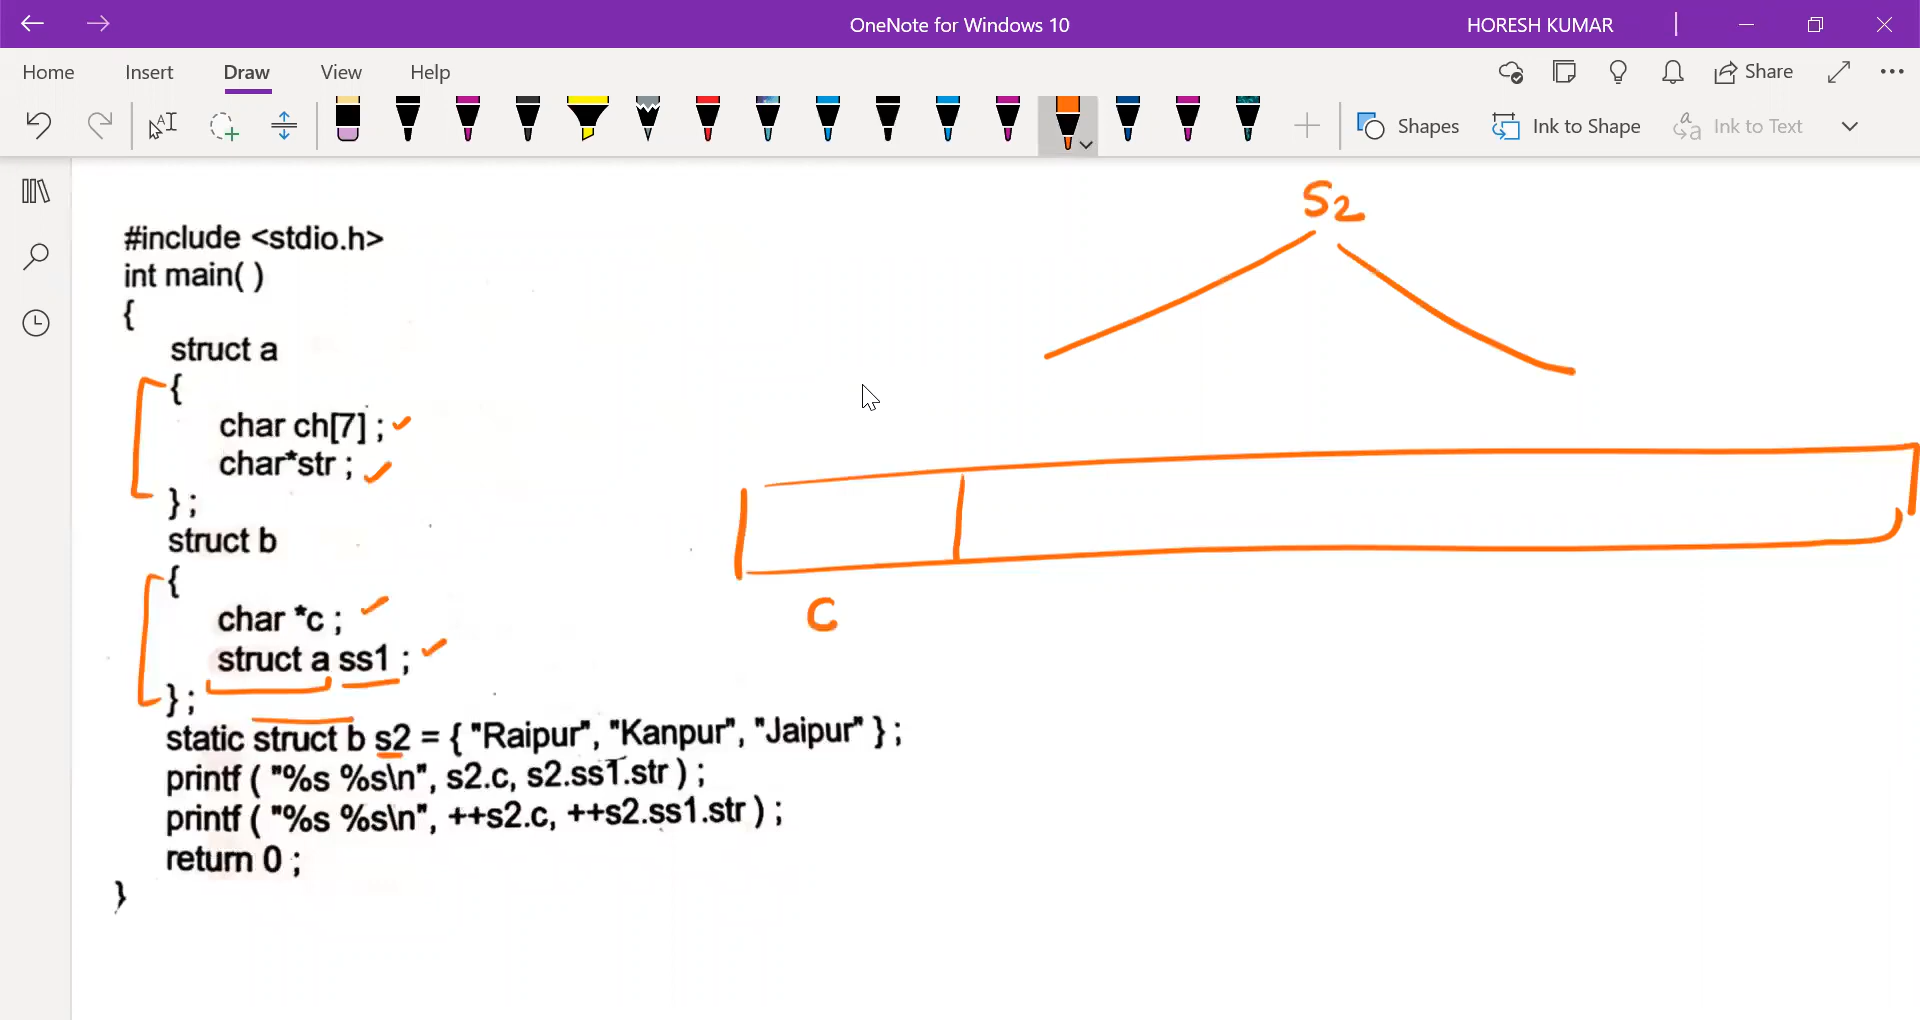 OneNote for Windows 10
HORESH KUMAR
Home Insert Draw View Help
Share
Shapes Ink to Shape Ink to Text
S2
#include <stdio.h>
int main( )
{
struct a
{
char ch[7] ;
char*str ;
} ;
struct b
{
char *c ;
struct a ss1 ;
} ;
static struct b s2 = { "Raipur", "Kanpur", "Jaipur" } ;
printf ( "%s %s\n", s2.c, s2.ss1.str ) ;
printf ( "%s %s\n", ++s2.c, ++s2.ss1.str ) ;
return 0 ;
}
C